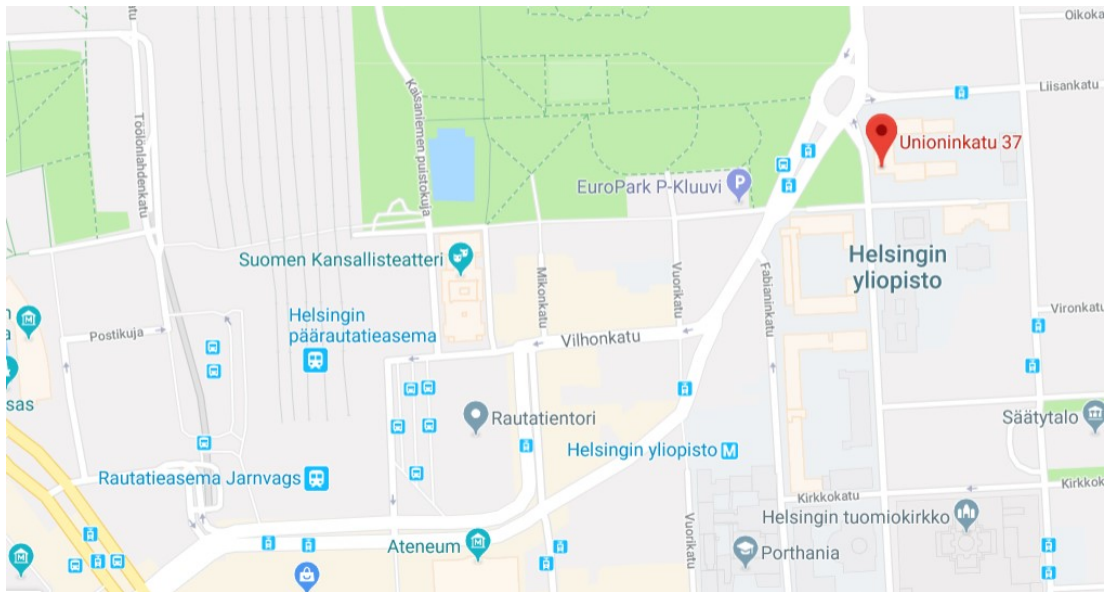 Oikoka
Liisankatu
Unioninkatu 37
Kaisaniemen puistokuja
Töölönlahdenkatu
EuroPark P-Kluuvi
P
Suomen Kansallisteatteri
Helsingin
yliopisto
Mikonkatu
Vuorikatu
Fabianinkatu
Vironkatu
Helsingin
päärautatieasema
Postikuja
Vilhonkatu
sas
Rautatientori
Säätytalo
Helsingin yliopisto M
Rautatieasema Jarnvags
Kirkkokatu
Kirkkok
Vuorikatu
Helsingin tuomiokirkko
Ateneum
Porthania